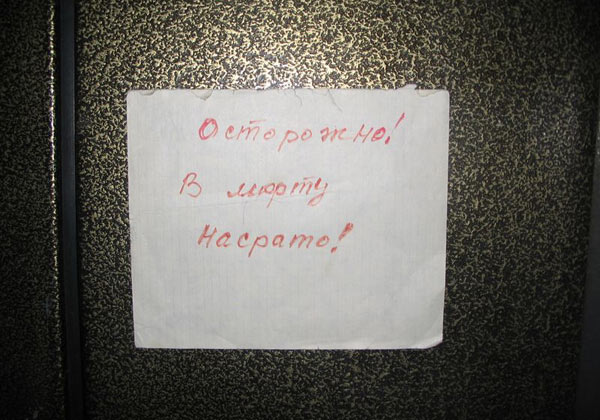 Осторожно!
В лифту
Насрато!